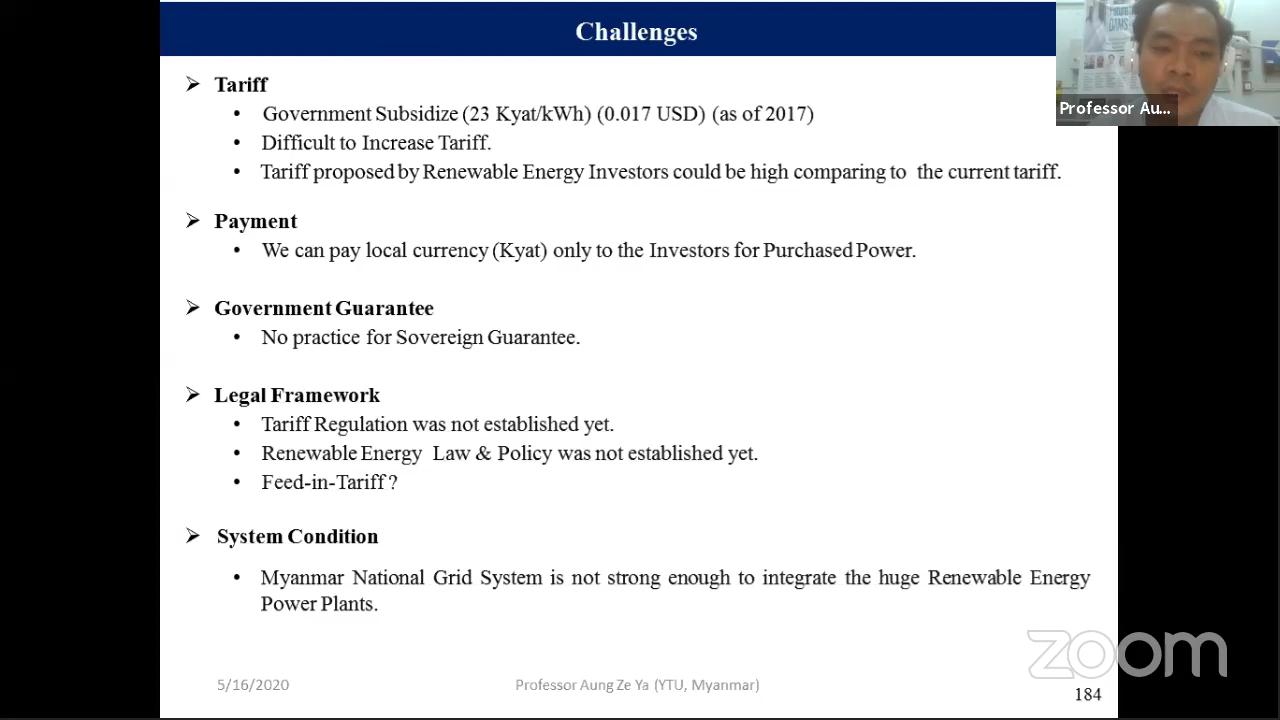 Challenges
➢ Tariff
• Government Subsidize (23 Kyat/kWh) (0.017 USD) (as of 2017)
• Difficult to Increase Tariff.
• Tariff proposed by Renewable Energy Investors could be high comparing to the current tariff.
➢ Payment
• We can pay local currency (Kyat) only to the Investors for Purchased Power.
➢ Government Guarantee
• No practice for Sovereign Guarantee.
➢ Legal Framework
• Tariff Regulation was not established yet.
• Renewable Energy Law & Policy was not established yet.
• Feed-in-Tariff ?
➢ System Condition
• Myanmar National Grid System is not strong enough to integrate the huge Renewable Energy
Power Plants.
5/16/2020
Professor Aung Ze Ya (YTU, Myanmar)
184
Professor Au...
zoom